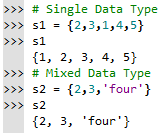 >>> # Single Data Type
>>> s1 = {2,3,1,4,5}
>>> s1
{1, 2, 3, 4, 5}
>>> # Mixed Data Type
>>> s2 = {2,3,'four'}
>>> s2
{2, 3, 'four'}